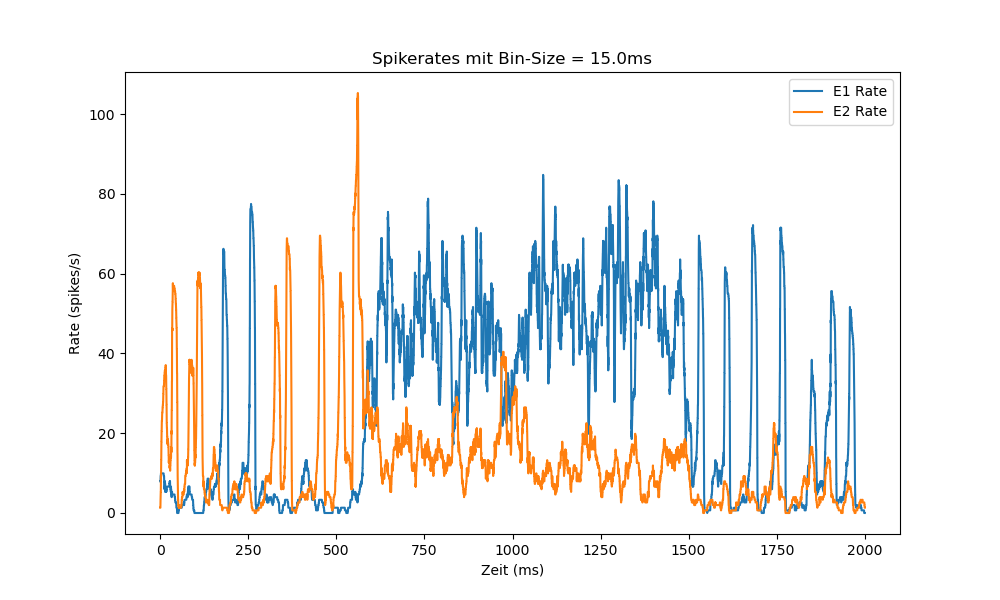 Spikerates mit Bin-Size = 15.0ms
E1 Rate
E2 Rate
100
80
60
40
20
0
Rate (spikes/s)
0 250 500 750 1000 1250 1500 1750 2000
Zeit (ms)